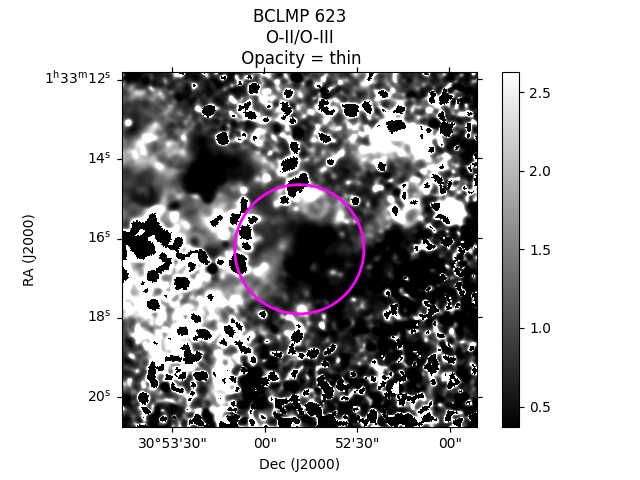 BCLMP 623
O-II/O-III
Opacity = thin
1h33m12s
14s
16s
18s
20s
RA (J2000)
30°53'30"
00"
52'30"
00"
Dec (J2000)
2.5
2.0
1.5
1.0
0.5